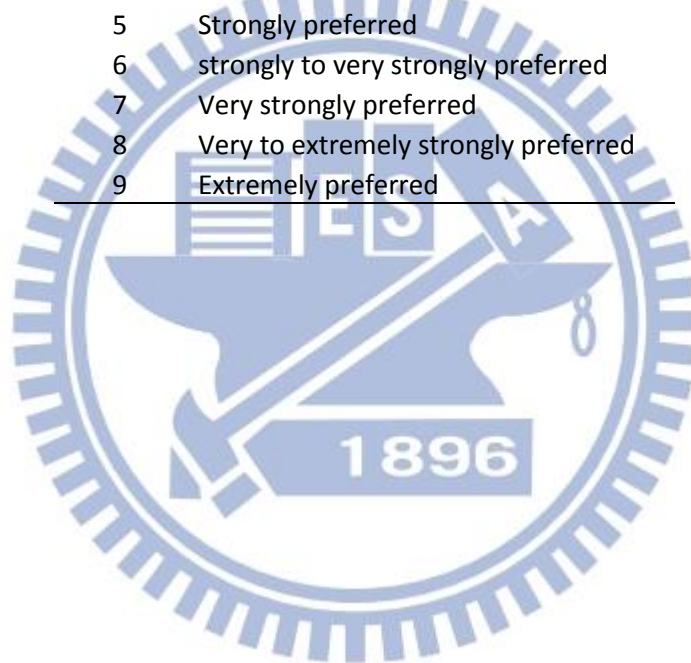 5 Strongly preferred
6 strongly to very strongly preferred
7 Very strongly preferred
8 Very to extremely strongly preferred
9 Extremely preferred
E S A
1896